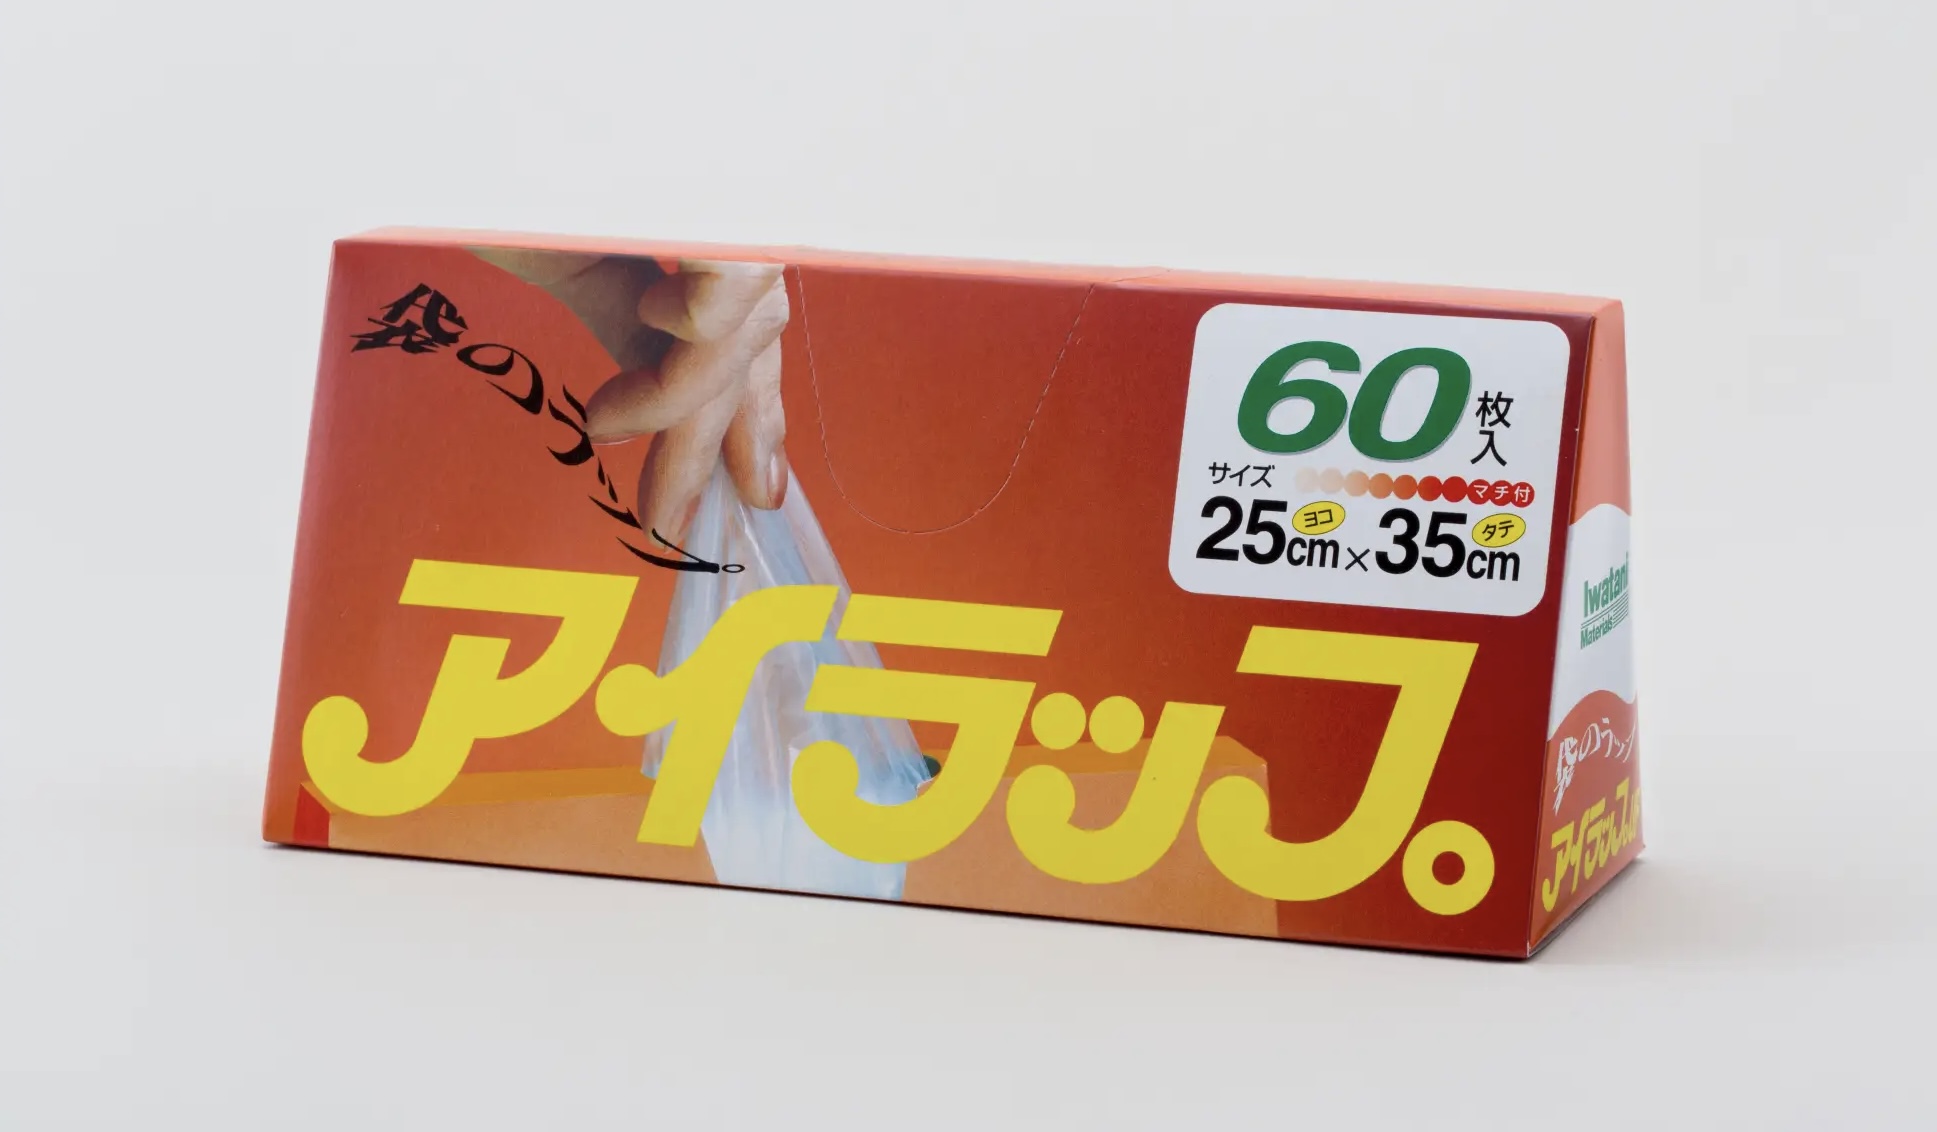 袋のラップ。
アイラップ。
60枚入
サイズ マチ付
25cm ヨコ × 35cm タテ
Iwatani
Materials
袋のラップ
アイラップ。